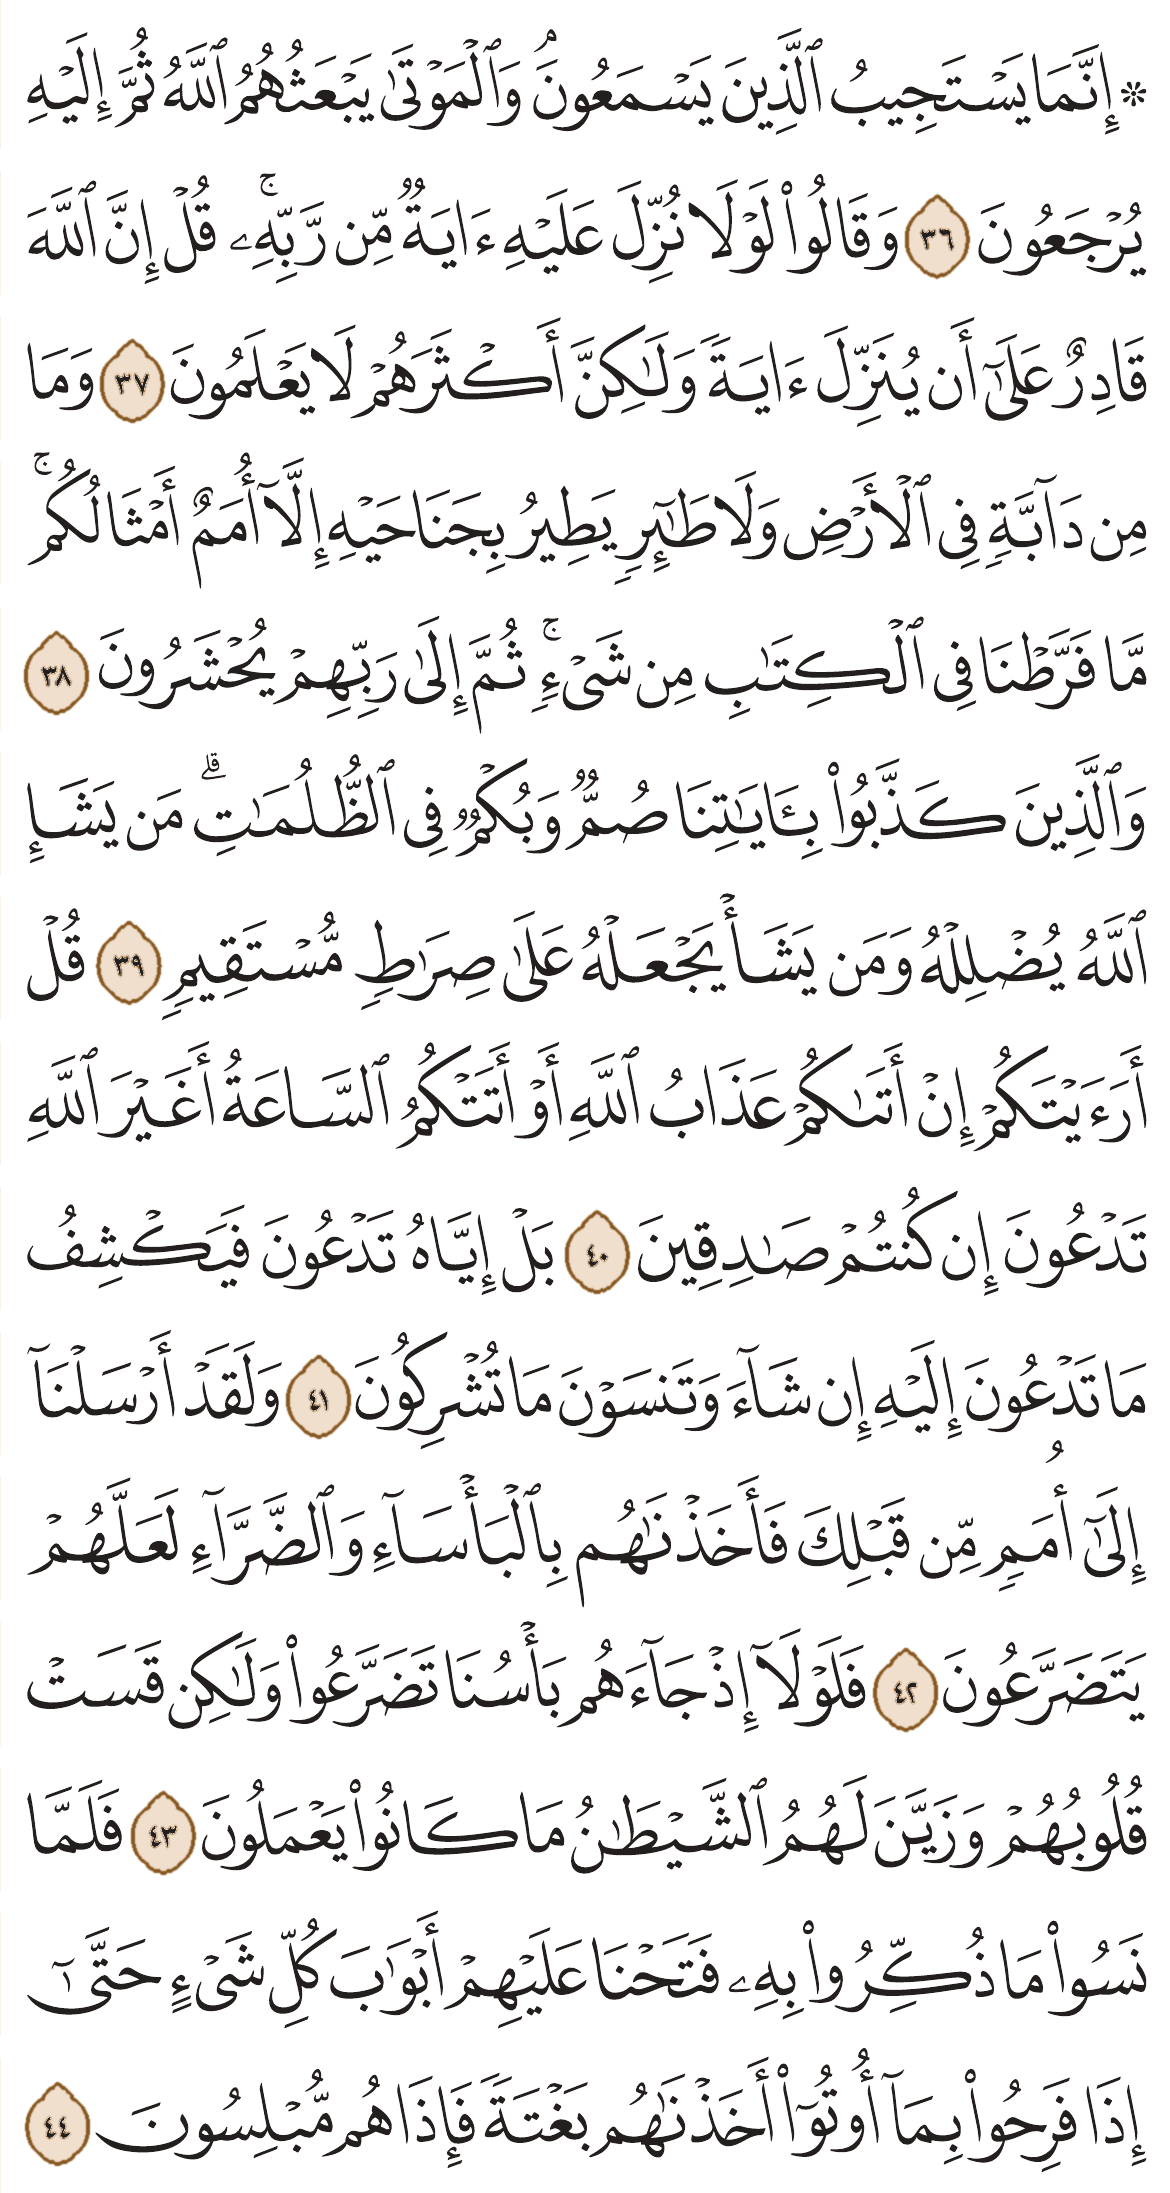 ۞ إِنَّمَا يَسْتَجِيبُ ٱلَّذِينَ يَسْمَعُونَۘ وَٱلْمَوْتَىٰ يَبْعَثُهُمُ ٱللَّهُ ثُمَّ إِلَيْهِ
يُرْجَعُونَ ٣٦ وَقَالُوا۟ لَوْلَا نُزِّلَ عَلَيْهِ ءَايَةٌ مِّن رَّبِّهِۦۚ قُلْ إِنَّ ٱللَّهَ
قَادِرٌ عَلَىٰٓ أَن يُنَزِّلَ ءَايَةً وَلَٰكِنَّ أَكْثَرَهُمْ لَا يَعْلَمُونَ ٣٧ وَمَا
مِن دَآبَّةٍ فِى ٱلْأَرْضِ وَلَا طَٰٓئِرٍ يَطِيرُ بِجَنَاحَيْهِ إِلَّآ أُمَمٌ أَمْثَالُكُمۚ
مَّا فَرَّطْنَا فِى ٱلْكِتَٰبِ مِن شَىْءٍۚ ثُمَّ إِلَىٰ رَبِّهِمْ يُحْشَرُونَ ٣٨
وَٱلَّذِينَ كَذَّبُوا۟ بِـَٔايَٰتِنَا صُمٌّ وَبُكْمٌ فِى ٱلظُّلُمَٰتِۗ مَن يَشَإِ
ٱللَّهُ يُضْلِلْهُ وَمَن يَشَأْ يَجْعَلْهُ عَلَىٰ صِرَٰطٍ مُّسْتَقِيمٍ ٣٩ قُلْ
أَرَءَيْتَكُمْ إِنْ أَتَىٰكُمْ عَذَابُ ٱللَّهِ أَوْ أَتَتْكُمُ ٱلسَّاعَةُ أَغَيْرَ ٱللَّهِ
تَدْعُونَ إِن كُنتُمْ صَٰدِقِينَ ٤٠ بَلْ إِيَّاهُ تَدْعُونَ فَيَكْشِفُ
مَا تَدْعُونَ إِلَيْهِ إِن شَآءَ وَتَنسَوْنَ مَا تُشْرِكُونَ ٤١ وَلَقَدْ أَرْسَلْنَآ
إِلَىٰٓ أُمَمٍ مِّن قَبْلِكَ فَأَخَذْنَٰهُم بِٱلْبَأْسَآءِ وَٱلضَّرَّآءِ لَعَلَّهُمْ
يَتَضَرَّعُونَ ٤٢ فَلَوْلَآ إِذْ جَآءَهُم بَأْسُنَا تَضَرَّعُوا۟ وَلَٰكِن قَسَتْ
قُلُوبُهُمْ وَزَيَّنَ لَهُمُ ٱلشَّيْطَٰنُ مَا كَانُوا۟ يَعْمَلُونَ ٤٣ فَلَمَّا
نَسُوا۟ مَا ذُكِّرُوا۟ بِهِۦ فَتَحْنَا عَلَيْهِمْ أَبْوَٰبَ كُلِّ شَىْءٍ حَتَّىٰٓ
إِذَا فَرِحُوا۟ بِمَآ أُوتُوٓا۟ أَخَذْنَٰهُم بَغْتَةً فَإِذَا هُم مُّبْلِسُونَ ٤٤